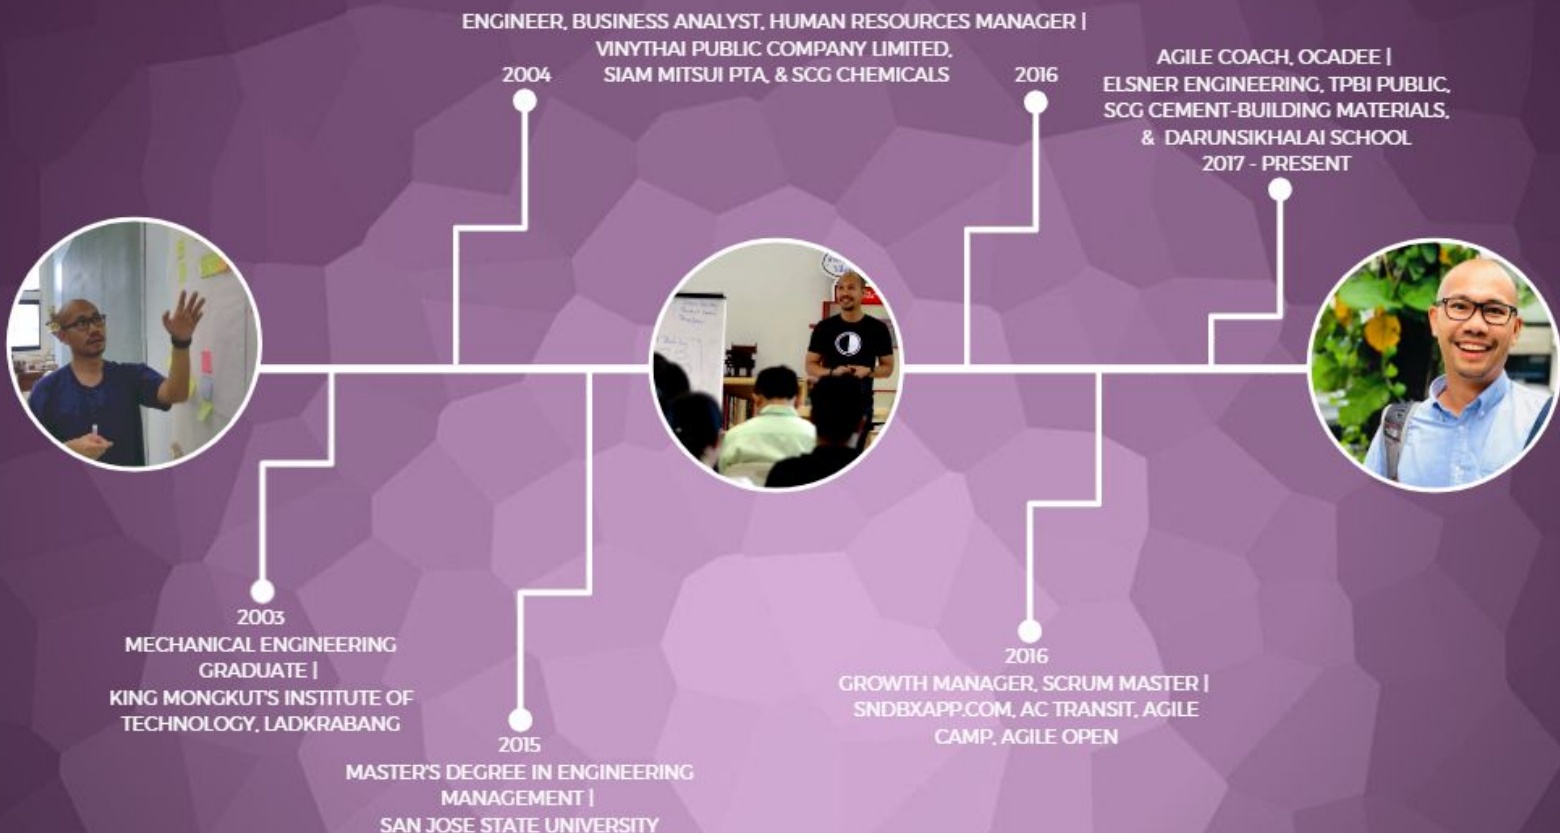 ENGINEER, BUSINESS ANALYST, HUMAN RESOURCES MANAGER |
VINYTHAI PUBLIC COMPANY LIMITED,
2004
SIAM MITSUI PTA, & SCG CHEMICALS
2016
AGILE COACH, OCADEE |
ELSNER ENGINEERING, TPBI PUBLIC,
SCG CEMENT-BUILDING MATERIALS,
& DARUNSIKHALAI SCHOOL
2017 - PRESENT
2003
MECHANICAL ENGINEERING
GRADUATE |
KING MONGKUT'S INSTITUTE OF
TECHNOLOGY, LADKRABANG
2015
MASTER'S DEGREE IN ENGINEERING
MANAGEMENT |
SAN JOSE STATE UNIVERSITY
2016
GROWTH MANAGER, SCRUM MASTER |
SNDBXAPP.COM, AC TRANSIT, AGILE
CAMP, AGILE OPEN